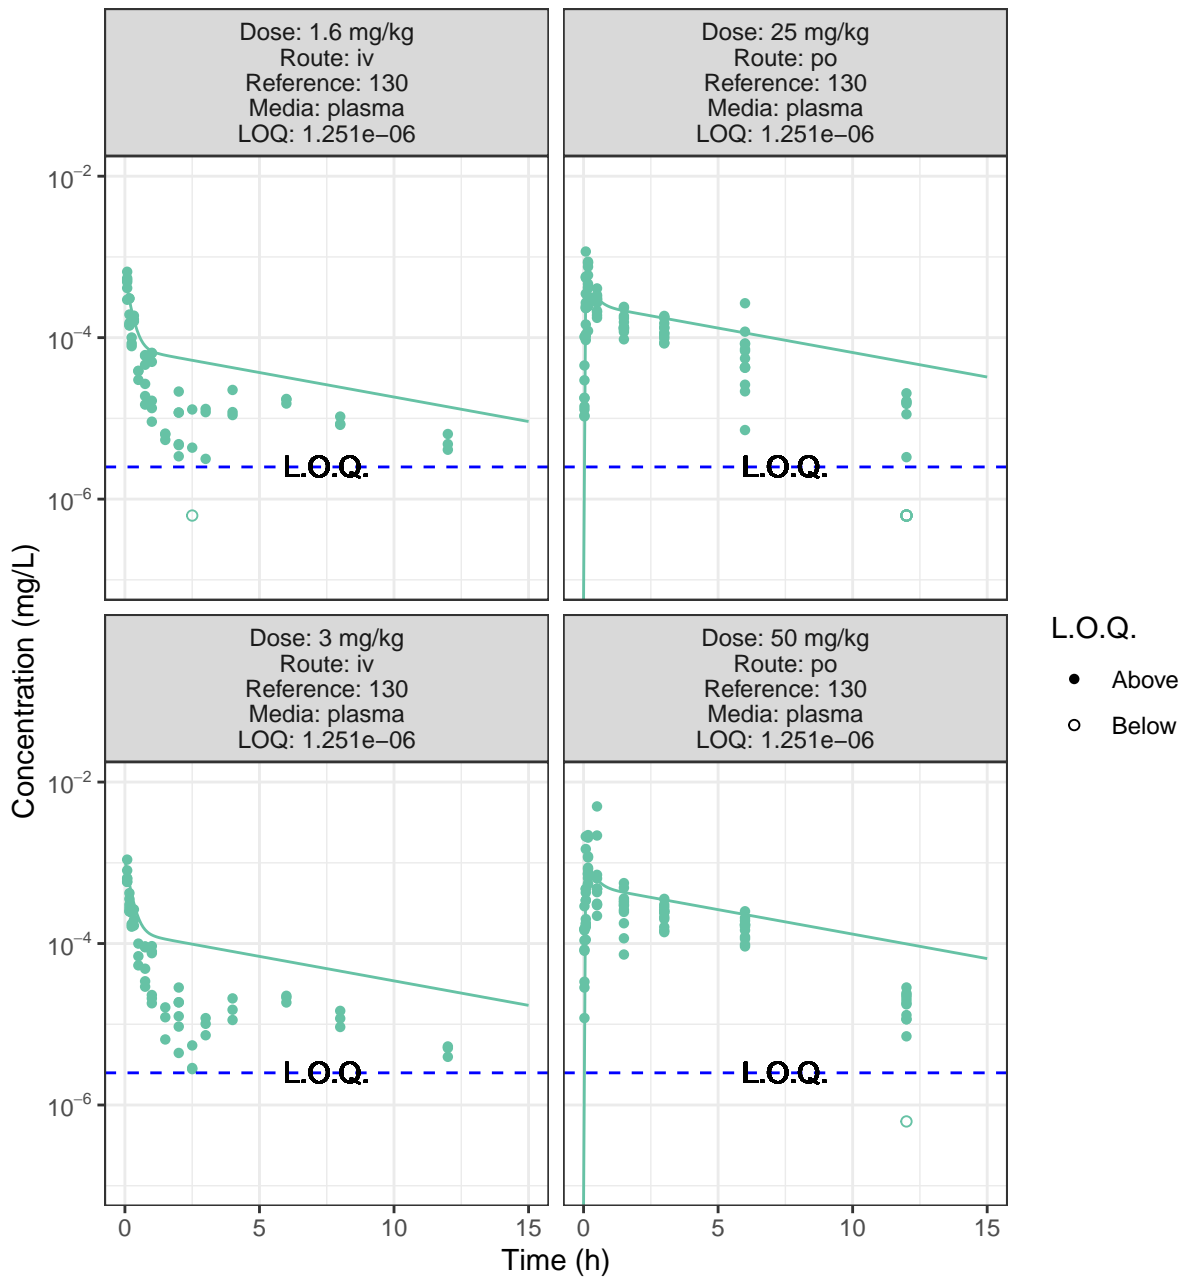 Dose: 1.6 mg/kg
Route: iv
Reference: 130
Media: plasma
LOQ: 1.251e−06
Dose: 25 mg/kg
Route: po
Reference: 130
Media: plasma
LOQ: 1.251e−06
10⁻²
10⁻⁴
10⁻⁶
L.O.Q.
L.O.Q.
Dose: 3 mg/kg
Route: iv
Reference: 130
Media: plasma
LOQ: 1.251e−06
Dose: 50 mg/kg
Route: po
Reference: 130
Media: plasma
LOQ: 1.251e−06
10⁻²
10⁻⁴
10⁻⁶
L.O.Q.
L.O.Q.
0 5 10 15
0 5 10 15
Time (h)
Concentration (mg/L)
L.O.Q.
Above
Below